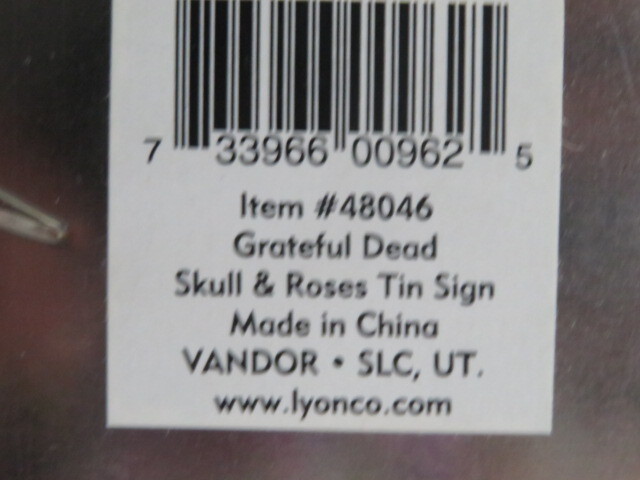 7 33966 00962 5
Item #48046
Grateful Dead
Skull & Roses Tin Sign
Made in China
VANDOR • SLC, UT.
www.lyonco.com